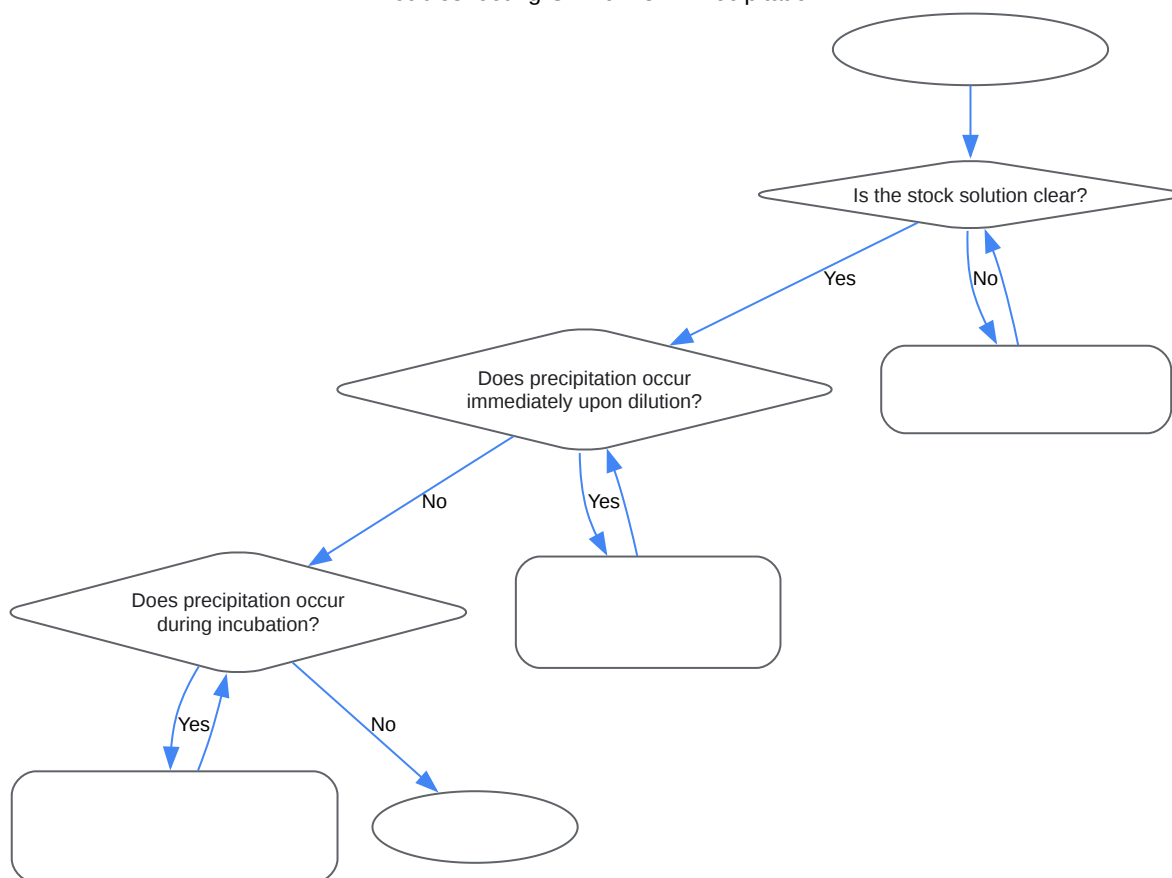 Is the stock solution clear?
Yes
No
Does precipitation occur
immediately upon dilution?
No
Yes
Does precipitation occur
during incubation?
Yes
No